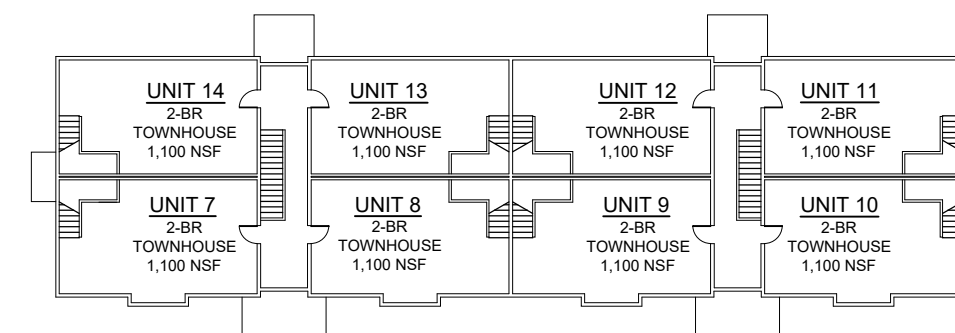 UNIT 14
2-BR
TOWNHOUSE
1,100 NSF
UNIT 13
2-BR
TOWNHOUSE
1,100 NSF
UNIT 12
2-BR
TOWNHOUSE
1,100 NSF
UNIT 11
2-BR
TOWNHOUSE
1,100 NSF
UNIT 7
2-BR
TOWNHOUSE
1,100 NSF
UNIT 8
2-BR
TOWNHOUSE
1,100 NSF
UNIT 9
2-BR
TOWNHOUSE
1,100 NSF
UNIT 10
2-BR
TOWNHOUSE
1,100 NSF